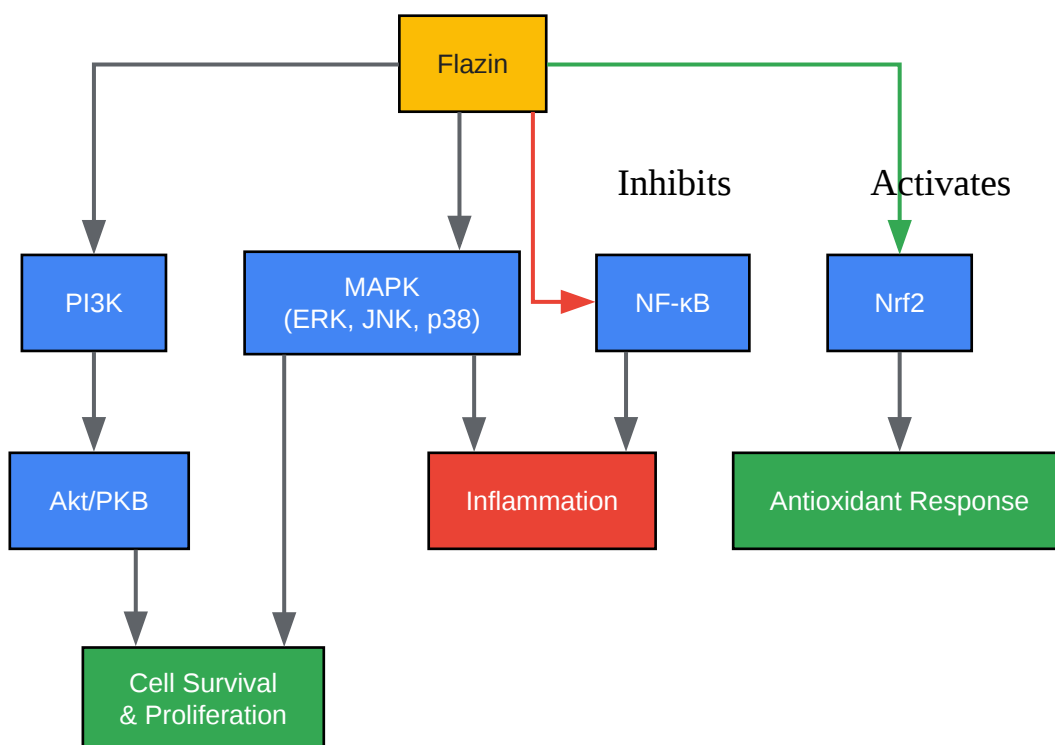 Flazin
Inhibits
Activates
PI3K
MAPK
(ERK, JNK, p38)
NF-κB
Nrf2
Akt/PKB
Inflammation
Antioxidant Response
Cell Survival
& Proliferation